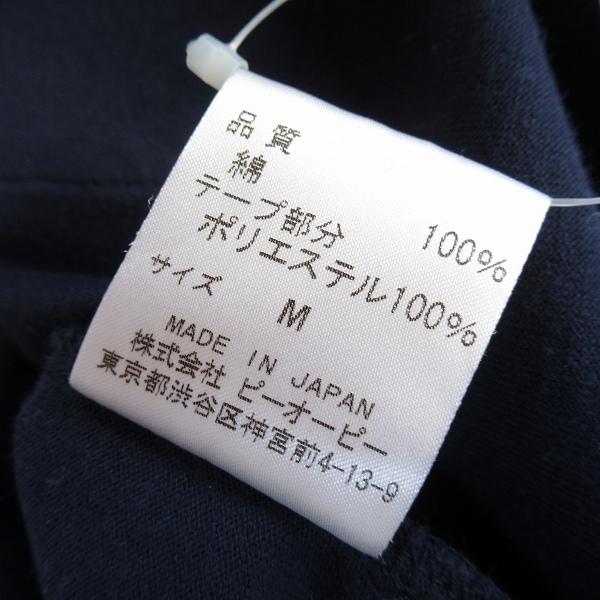 品質
綿 100%
テープ部分
ポリエステル100%
サイズ M
MADE IN JAPAN
株式会社 ピーオーピー
東京都渋谷区神宮前4-13-9